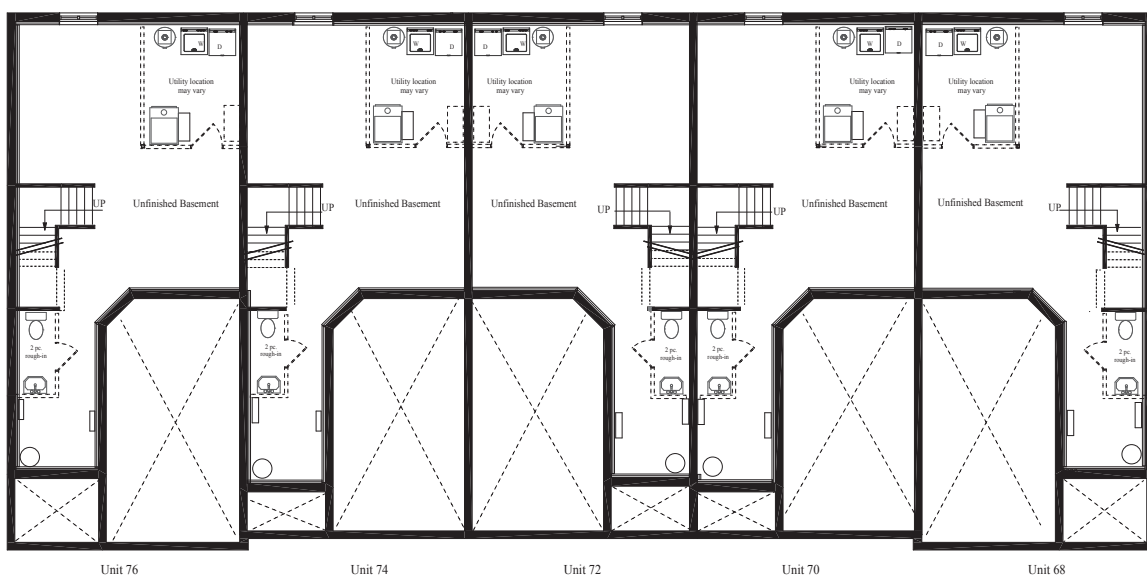 W
D
W
D
D
W
W
D
D
W
Utility location
may vary
Utility location
may vary
Utility location
may vary
Utility location
may vary
Utility location
may vary
UP
Unfinished Basement
UP
Unfinished Basement
Unfinished Basement
UP
UP
Unfinished Basement
Unfinished Basement
UP
2 pc.
rough-in
2 pc.
rough-in
2 pc.
rough-in
2 pc.
rough-in
2 pc.
rough-in
Unit 76
Unit 74
Unit 72
Unit 70
Unit 68